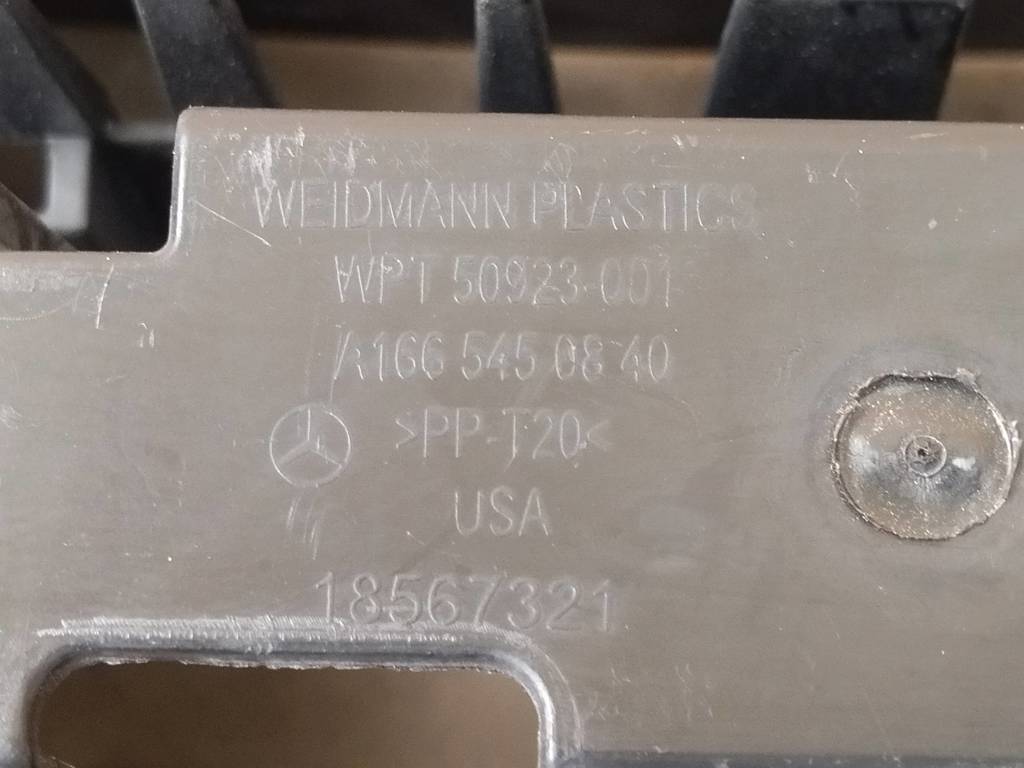 WEIDMANN PLASTICS
WPT 50923-001
A166 545 08 40
>PP-T20<
USA
18567321